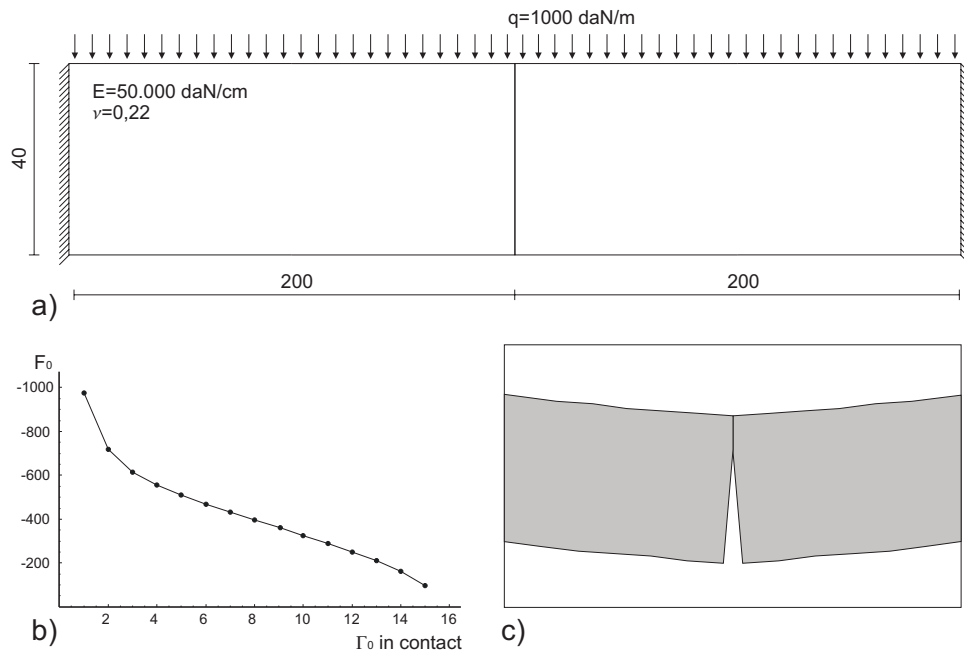 q=1000 daN/m
E=50.000 daN/cm
ν=0,22
40
200
200
a)
F₀
-1000
-800
-600
-400
-200
2
4
6
8
10
12
14
16
b)
Γ₀ in contact
c)